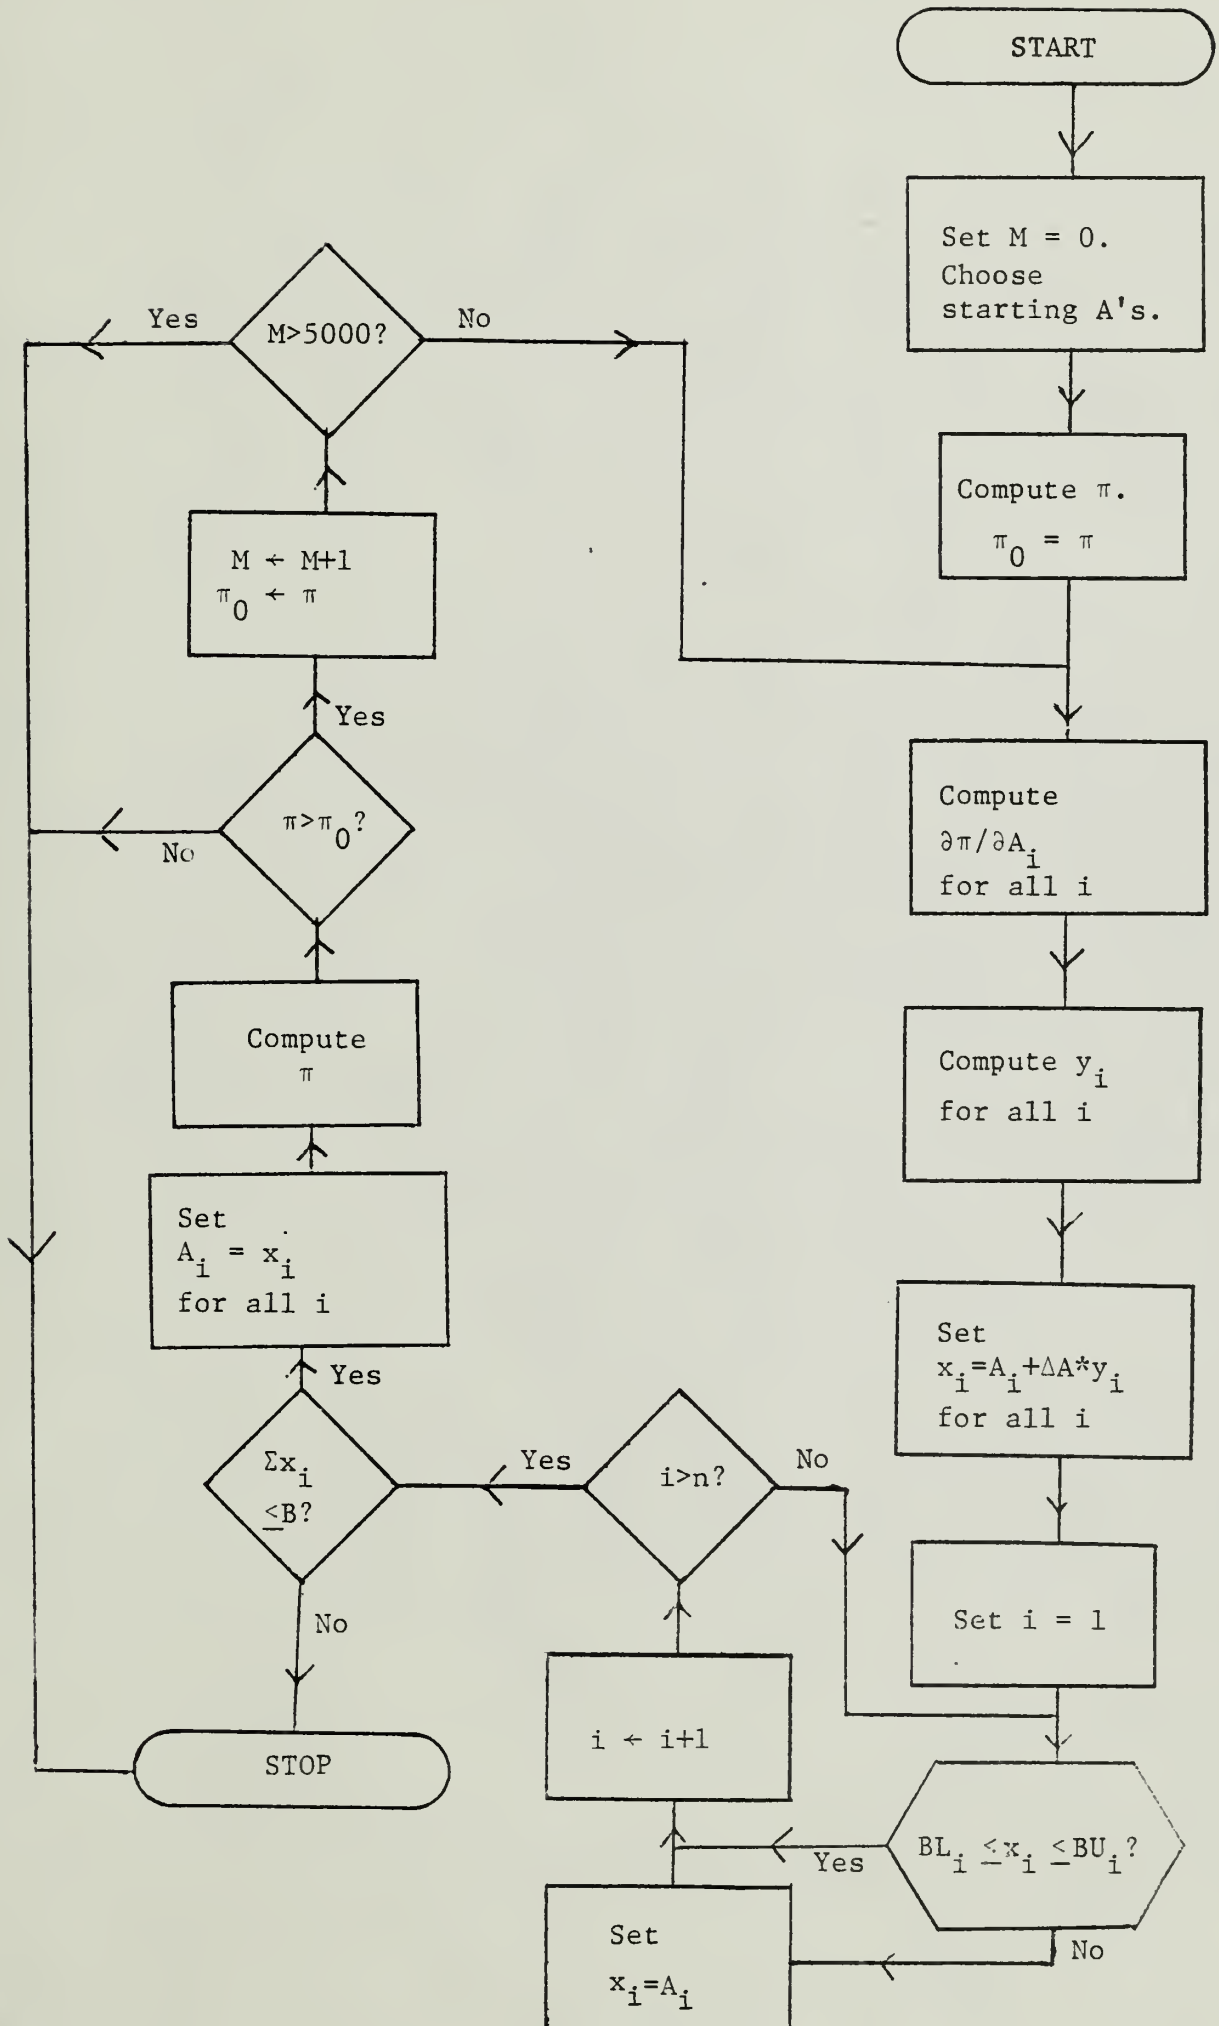 START
Set M = 0.
Choose
starting A's.
Compute π.
π₀ = π
Compute
∂π/∂Aᵢ
for all i
Compute yᵢ
for all i
Set
xᵢ=Aᵢ+ΔA*yᵢ
for all i
Set i = 1
BLᵢ ≤xᵢ ≤BUᵢ?
Yes
No
Set
xᵢ=Aᵢ
i ← i+1
i>n?
No
Yes
Σxᵢ
≤B?
No
Yes
Set
Aᵢ = xᵢ
for all i
Compute
π
π>π₀?
No
Yes
M ← M+1
π₀ ← π
M>5000?
Yes
No
STOP